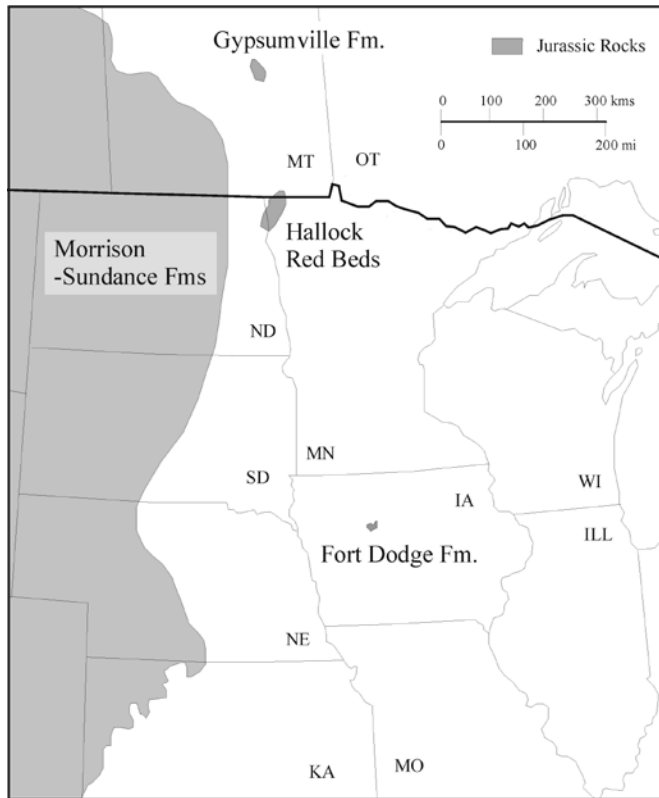 Gypsumville Fm.
Jurassic Rocks
0 100 200 300 kms
0 100 200 mi
MT OT
Hallock
Red Beds
Morrison
-Sundance Fms
ND
MN
SD
IA
WI
ILL
Fort Dodge Fm.
NE
KA
MO